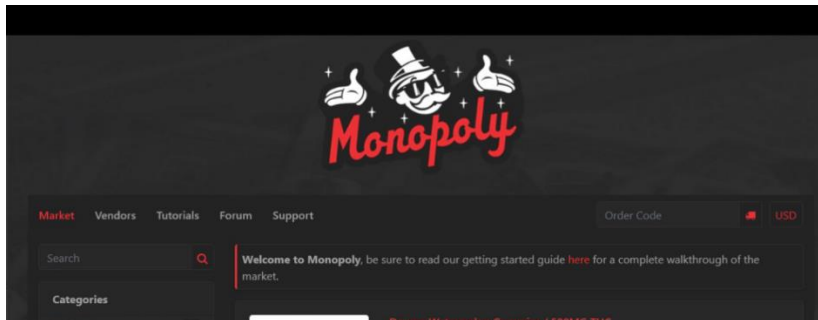 Monopoly
Market Vendors Tutorials Forum Support Order Code USD
Search Welcome to Monopoly, be sure to read our getting started guide here for a complete walkthrough of the
market.
Categories